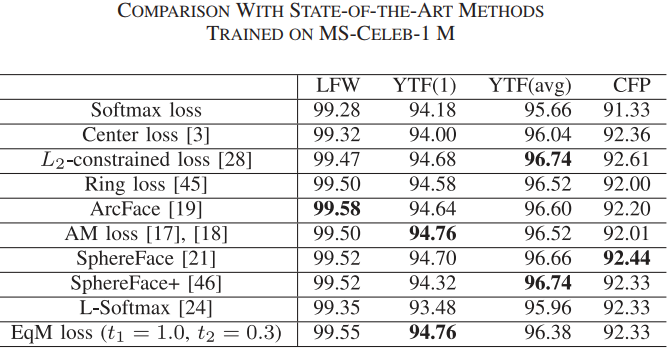 COMPARISON WITH STATE-OF-THE-ART METHODS
TRAINED ON MS-CELEB-1 M
LFW YTF(1) YTF(avg) CFP
Softmax loss 99.28 94.18 95.66 91.33
Center loss [3] 99.32 94.00 96.04 92.36
L₂-constrained loss [28] 99.47 94.68 96.74 92.61
Ring loss [45] 99.50 94.58 96.52 92.00
ArcFace [19] 99.58 94.64 96.60 92.20
AM loss [17], [18] 99.50 94.76 96.52 92.01
SphereFace [21] 99.52 94.70 96.66 92.44
SphereFace+ [46] 99.52 94.32 96.74 92.33
L-Softmax [24] 99.35 93.48 95.96 92.33
EqM loss (t₁ = 1.0, t₂ = 0.3) 99.55 94.76 96.38 92.33